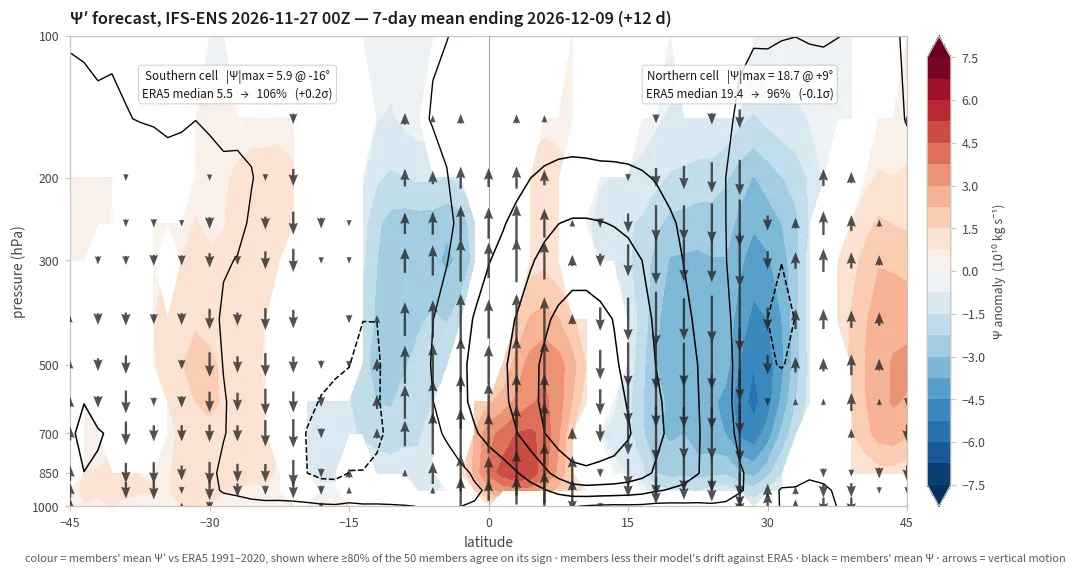 Ψ′ forecast, IFS-ENS 2026-11-27 00Z — 7-day mean ending 2026-12-09 (+12 d)
Southern cell |Ψ|max = 5.9 @ -16°
ERA5 median 5.5 → 106% (+0.2σ)
Northern cell |Ψ|max = 18.7 @ +9°
ERA5 median 19.4 → 96% (-0.1σ)
pressure (hPa)
100
200
300
400
500
700
850
1000
−45
−30
−15
0
15
30
45
latitude
7.5
6.0
4.5
3.0
1.5
0.0
−1.5
−3.0
−4.5
−6.0
−7.5
Ψ anomaly (10¹⁰ kg s⁻¹)
colour = members' mean Ψ′ vs ERA5 1991–2020, shown where ≥80% of the 50 members agree on its sign · members less their model's drift against ERA5 · black = members' mean Ψ · arrows = vertical motion